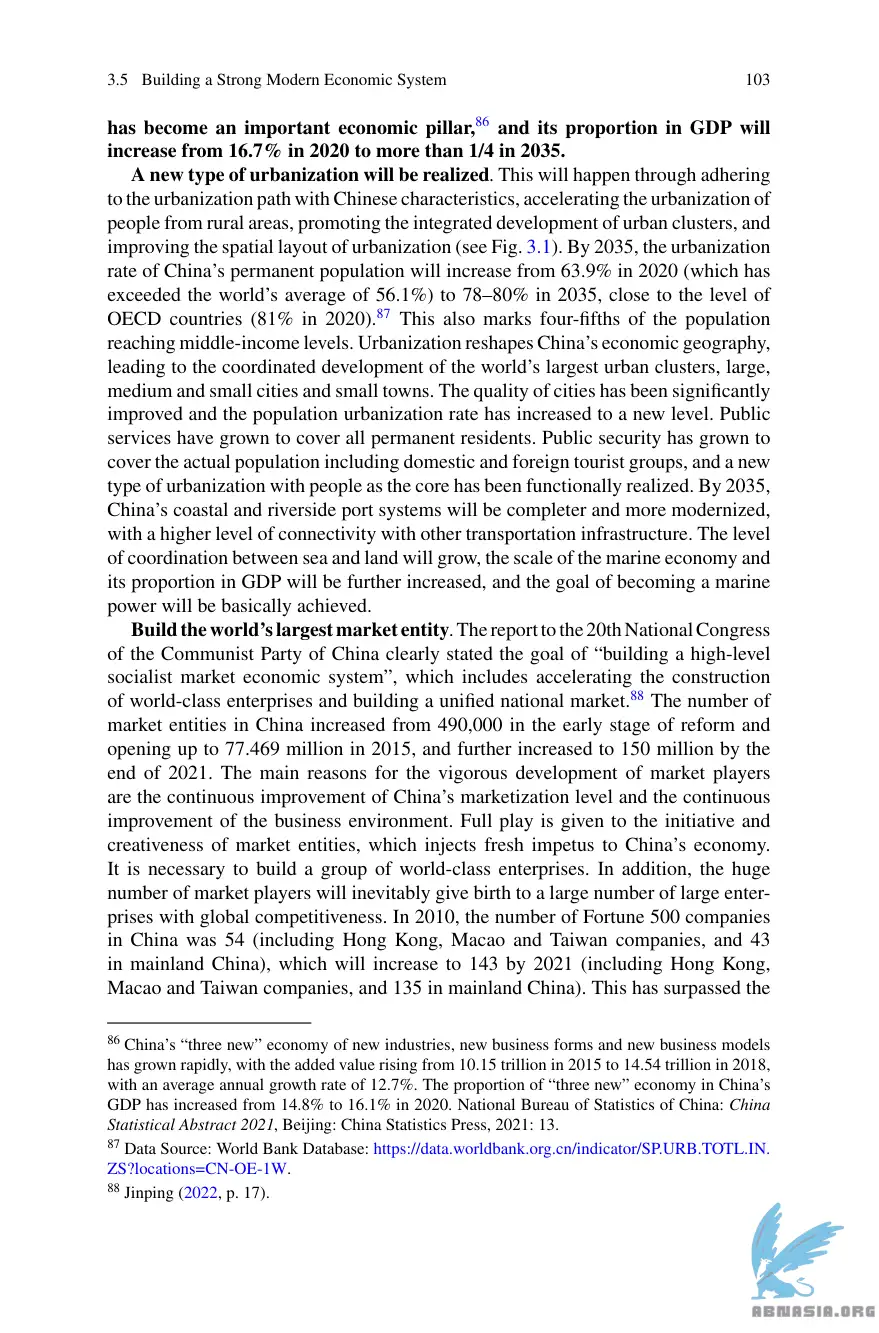 3.5 Building a Strong Modern Economic System 103
has become an important economic pillar,86 and its proportion in GDP will
increase from 16.7% in 2020 to more than 1/4 in 2035.
A new type of urbanization will be realized. This will happen through adhering
to the urbanization path with Chinese characteristics, accelerating the urbanization of
people from rural areas, promoting the integrated development of urban clusters, and
improving the spatial layout of urbanization (see Fig. 3.1). By 2035, the urbanization
rate of China’s permanent population will increase from 63.9% in 2020 (which has
exceeded the world’s average of 56.1%) to 78–80% in 2035, close to the level of
OECD countries (81% in 2020).87 This also marks four-fifths of the population
reaching middle-income levels. Urbanization reshapes China’s economic geography,
leading to the coordinated development of the world’s largest urban clusters, large,
medium and small cities and small towns. The quality of cities has been significantly
improved and the population urbanization rate has increased to a new level. Public
services have grown to cover all permanent residents. Public security has grown to
cover the actual population including domestic and foreign tourist groups, and a new
type of urbanization with people as the core has been functionally realized. By 2035,
China’s coastal and riverside port systems will be completer and more modernized,
with a higher level of connectivity with other transportation infrastructure. The level
of coordination between sea and land will grow, the scale of the marine economy and
its proportion in GDP will be further increased, and the goal of becoming a marine
power will be basically achieved.
Build the world’s largest market entity. The report to the 20th National Congress
of the Communist Party of China clearly stated the goal of “building a high-level
socialist market economic system”, which includes accelerating the construction
of world-class enterprises and building a unified national market.88 The number of
market entities in China increased from 490,000 in the early stage of reform and
opening up to 77.469 million in 2015, and further increased to 150 million by the
end of 2021. The main reasons for the vigorous development of market players
are the continuous improvement of China’s marketization level and the continuous
improvement of the business environment. Full play is given to the initiative and
creativeness of market entities, which injects fresh impetus to China’s economy.
It is necessary to build a group of world-class enterprises. In addition, the huge
number of market players will inevitably give birth to a large number of large enter-
prises with global competitiveness. In 2010, the number of Fortune 500 companies
in China was 54 (including Hong Kong, Macao and Taiwan companies, and 43
in mainland China), which will increase to 143 by 2021 (including Hong Kong,
Macao and Taiwan companies, and 135 in mainland China). This has surpassed the
86 China’s “three new” economy of new industries, new business forms and new business models
has grown rapidly, with the added value rising from 10.15 trillion in 2015 to 14.54 trillion in 2018,
with an average annual growth rate of 12.7%. The proportion of “three new” economy in China’s
GDP has increased from 14.8% to 16.1% in 2020. National Bureau of Statistics of China: China
Statistical Abstract 2021, Beijing: China Statistics Press, 2021: 13.
87 Data Source: World Bank Database: https://data.worldbank.org.cn/indicator/SP.URB.TOTL.IN.
ZS?locations=CN-OE-1W.
88 Jinping (2022, p. 17).
ABNASIA.ORG